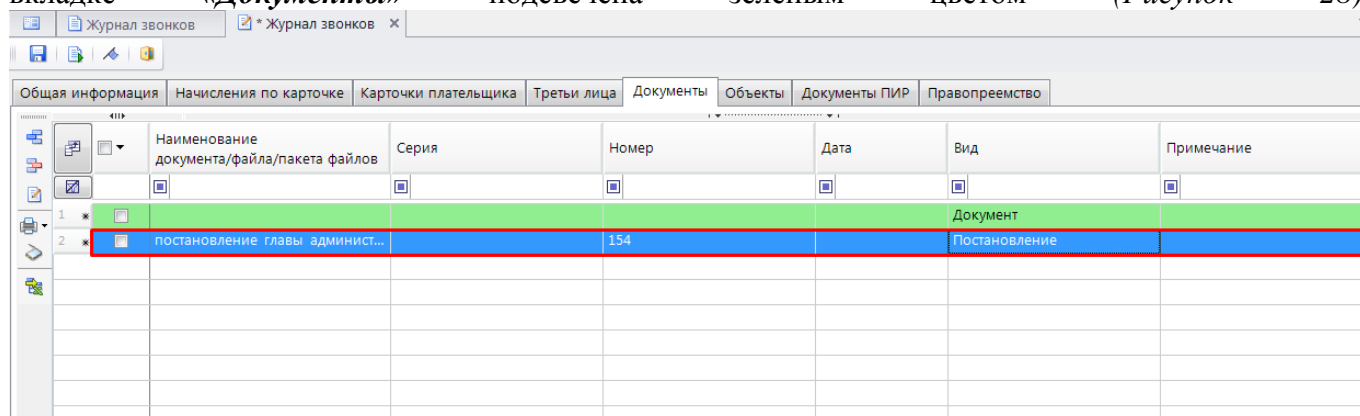 вкладке «Документы» подсвечена зеленым цветом (Рисунок 28)
Журнал звонков * Журнал звонков ×
Общая информация Начисления по карточке Карточки плательщика Третьи лица Документы Объекты Документы ПИР Правопреемство
Наименование
документа/файла/пакета файлов Серия Номер Дата Вид Примечание
1 * Документ
2 * постановление главы админист... 154 Постановление